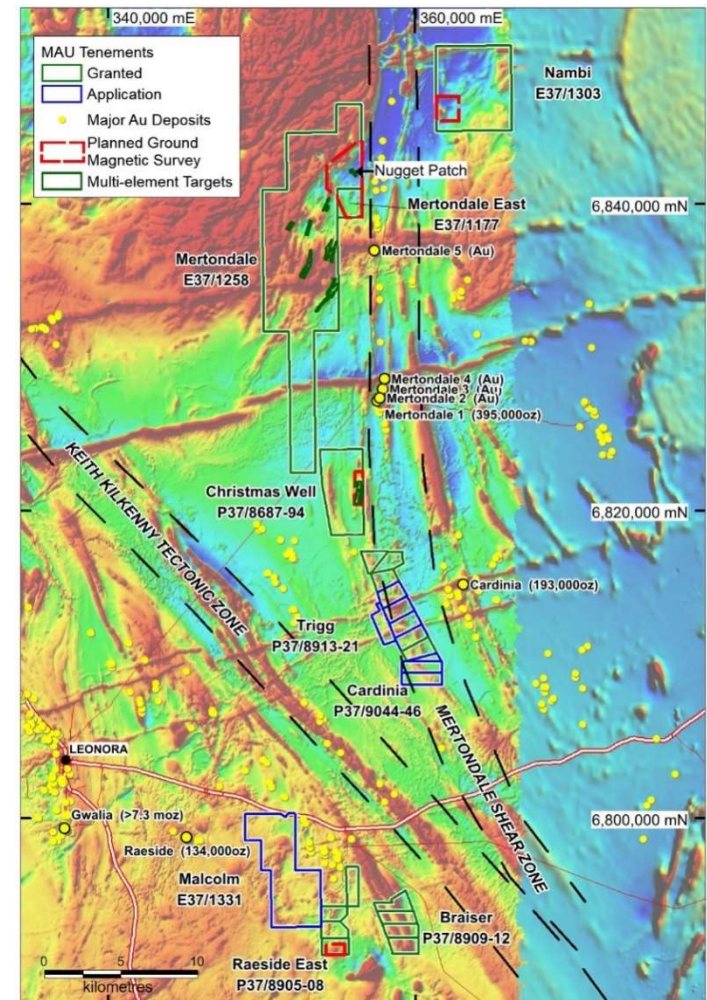 340,000 mE
360,000 mE
MAU Tenements
Granted
Application
Major Au Deposits
Planned Ground
Magnetic Survey
Multi-element Targets
Nambi
E37/1303
Nugget Patch
Mertondale East
E37/1177
6,840,000 mN
Mertondale 5 (Au)
Mertondale
E37/1258
Mertondale 4 (Au)
Mertondale 3 (Au)
Mertondale 2 (Au)
Mertondale 1 (395,000oz)
KEITH KILKENNY TECTONIC ZONE
Christmas Well
P37/8687-94
6,820,000 mN
Cardinia (193,000oz)
Trigg
P37/8913-21
Cardinia
P37/9044-46
MERTONDALE SHEAR ZONE
LEONORA
Gwalia (>7.3 moz)
6,800,000 mN
Raeside (134,000oz)
Malcolm
E37/1331
Braiser
P37/8909-12
Raeside East
P37/8905-08
0 5 10
kilometres